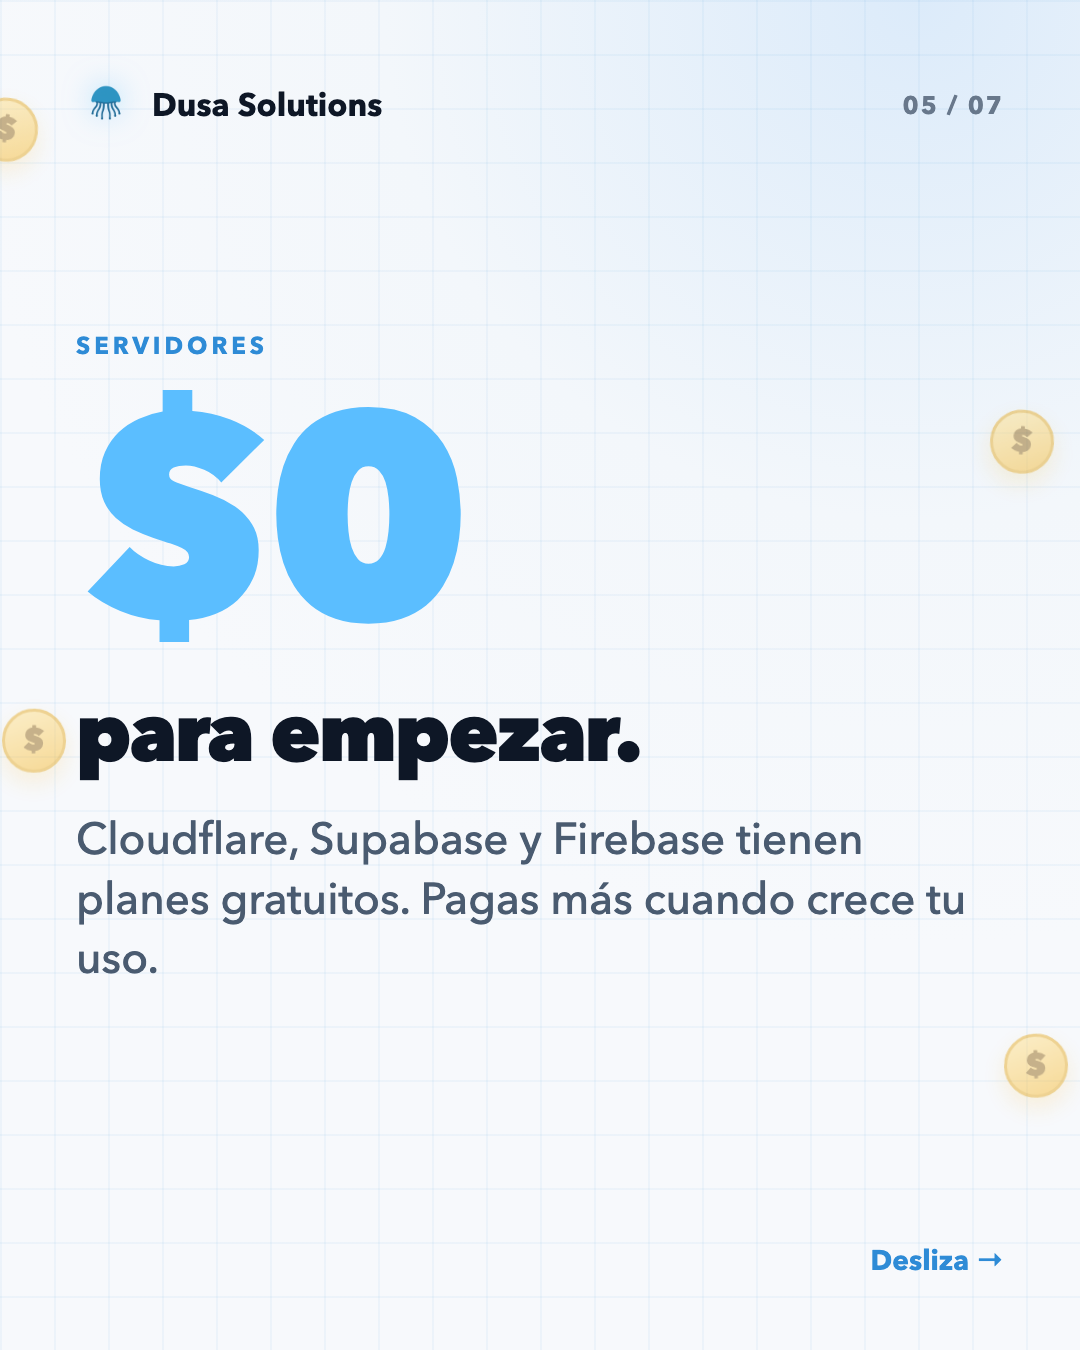 Dusa Solutions
05 / 07
$
SERVIDORES
$0
$
$
para empezar.
Cloudflare, Supabase y Firebase tienen
planes gratuitos. Pagas más cuando crece tu
uso.
$
Desliza →